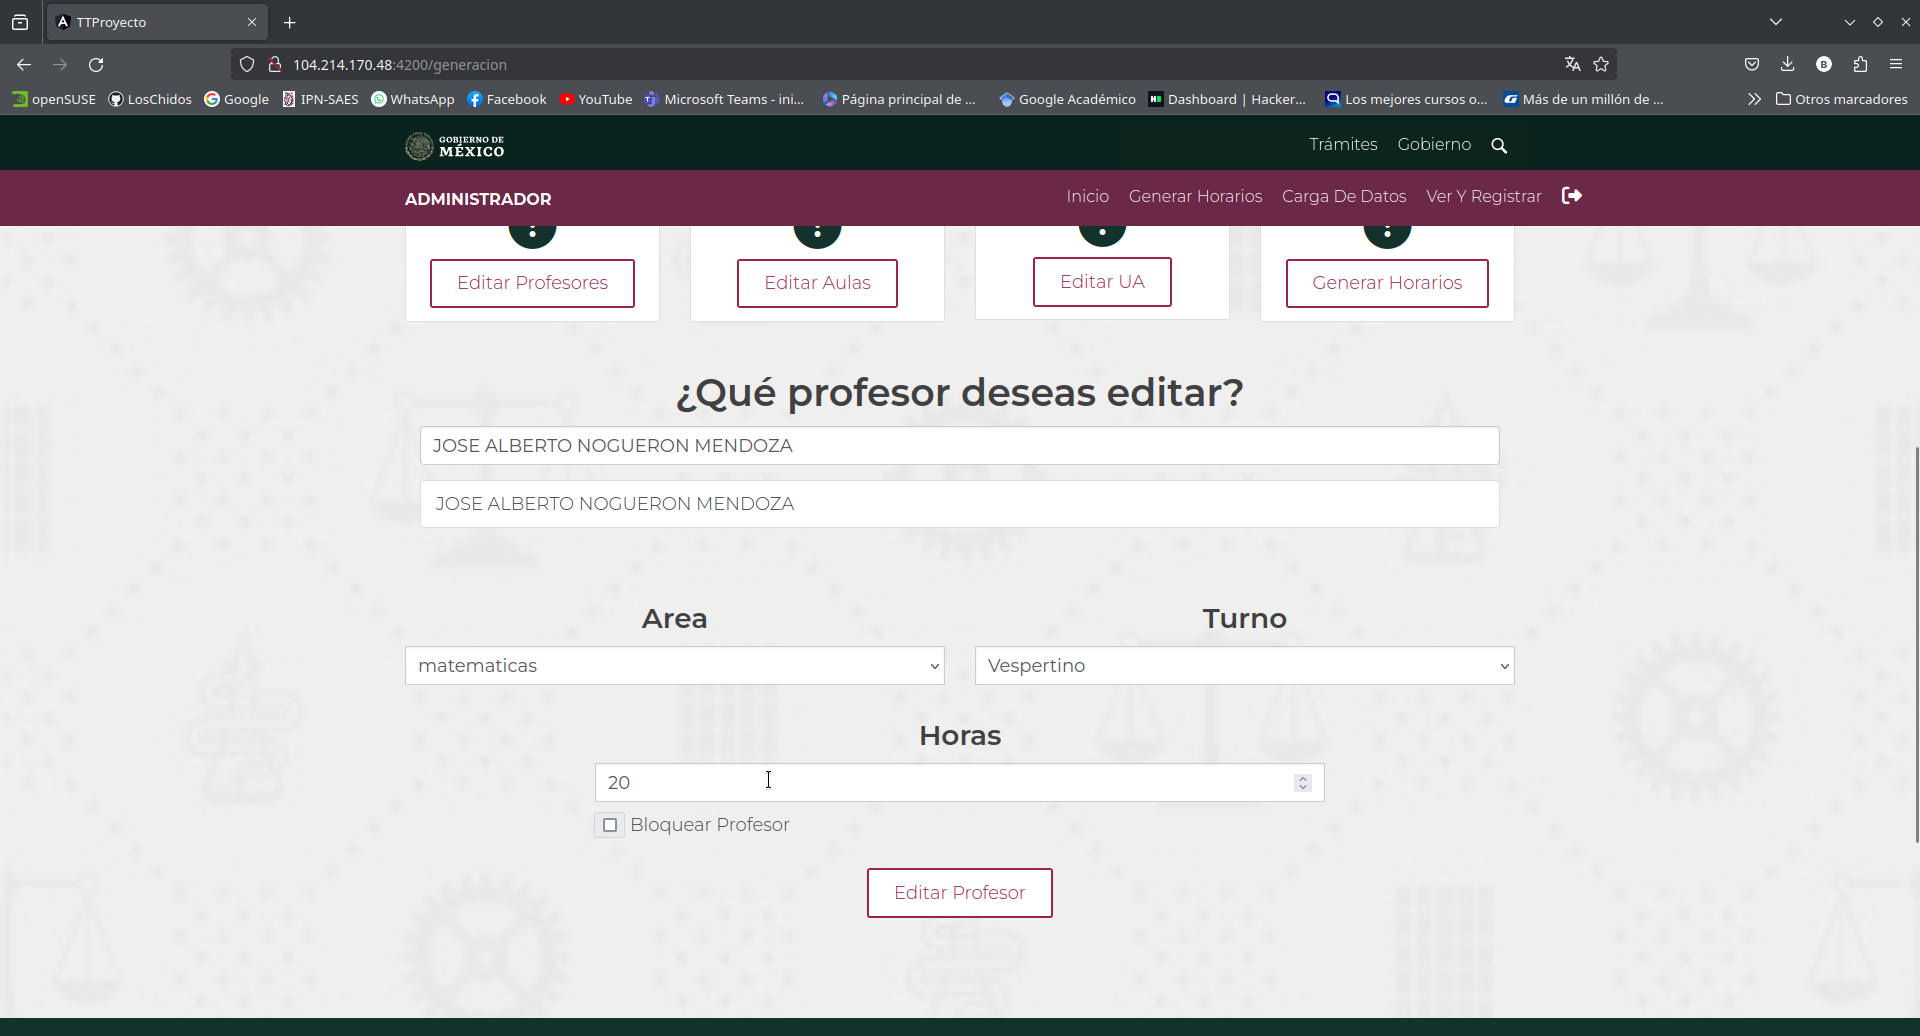 TTProyecto
104.214.170.48:4200/generacion
openSUSE LosChidos Google IPN-SAES WhatsApp Facebook YouTube Microsoft Teams - ini... Página principal de ... Google Académico Dashboard | Hacker... Los mejores cursos o... Más de un millón de ... Otros marcadores
GOBIERNO DE
MÉXICO
Trámites Gobierno
ADMINISTRADOR
Inicio Generar Horarios Carga De Datos Ver Y Registrar
Editar Profesores Editar Aulas Editar UA Generar Horarios
¿Qué profesor deseas editar?
JOSE ALBERTO NOGUERON MENDOZA
JOSE ALBERTO NOGUERON MENDOZA
Area Turno
matematicas Vespertino
Horas
20
Bloquear Profesor
Editar Profesor